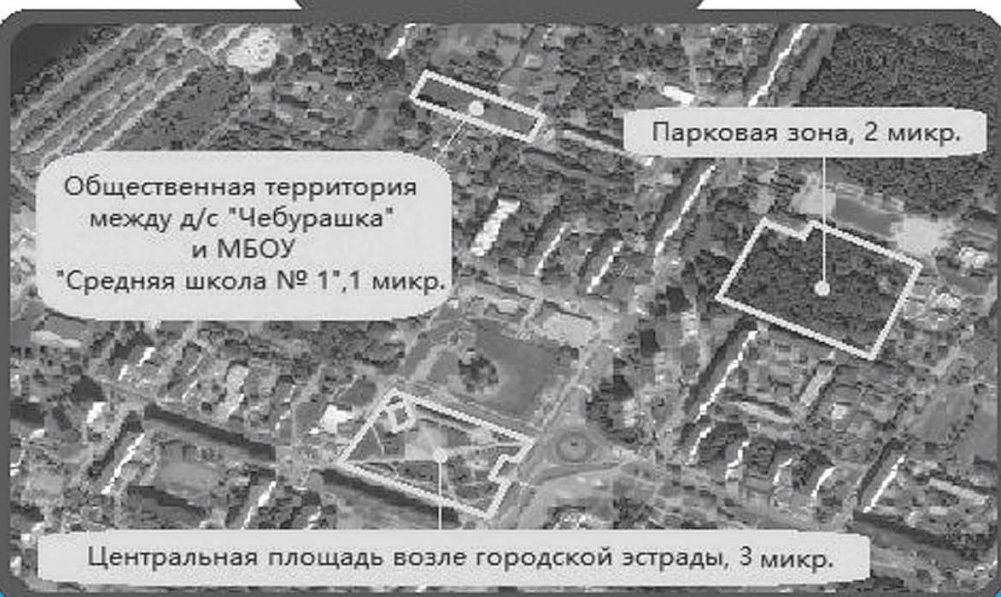 Парковая зона, 2 микр.
Общественная территория
между д/с "Чебурашка"
и МБОУ
"Средняя школа № 1",1 микр.
Центральная площадь возле городской эстрады, 3 микр.